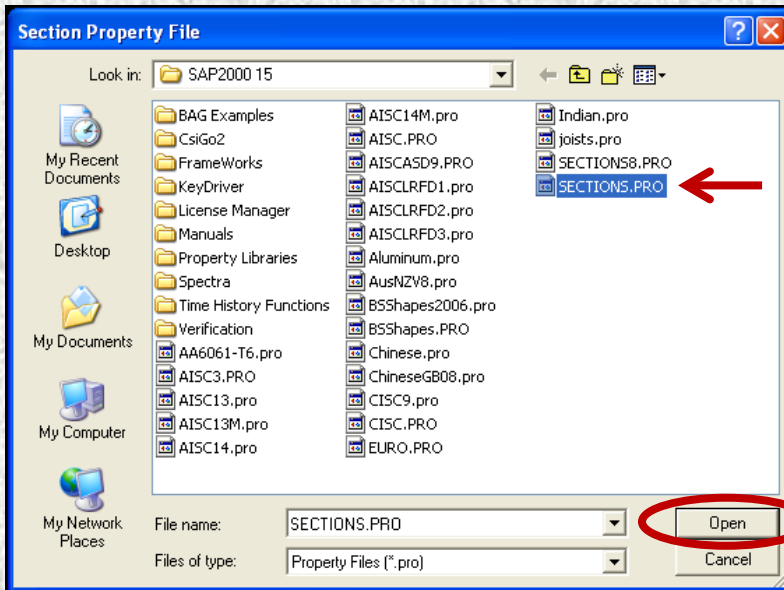 Section Property File
Look in: SAP2000 15
My Recent
Documents
Desktop
My Documents
My Computer
My Network
Places
BAG Examples
CsiGo2
FrameWorks
KeyDriver
License Manager
Manuals
Property Libraries
Spectra
Time History Functions
Verification
AA6061-T6.pro
AISC3.PRO
AISC13.pro
AISC13M.pro
AISC14.pro
AISC14M.pro
AISC.PRO
AISCASD9.PRO
AISCLRFD1.pro
AISCLRFD2.pro
AISCLRFD3.pro
Aluminum.pro
AusNZV8.pro
BSShapes2006.pro
BSShapes.PRO
Chinese.pro
ChineseGB08.pro
CISC9.pro
CISC.PRO
EURO.PRO
Indian.pro
joists.pro
SECTIONS8.PRO
SECTIONS.PRO
File name: SECTIONS.PRO Open
Files of type: Property Files (*.pro) Cancel